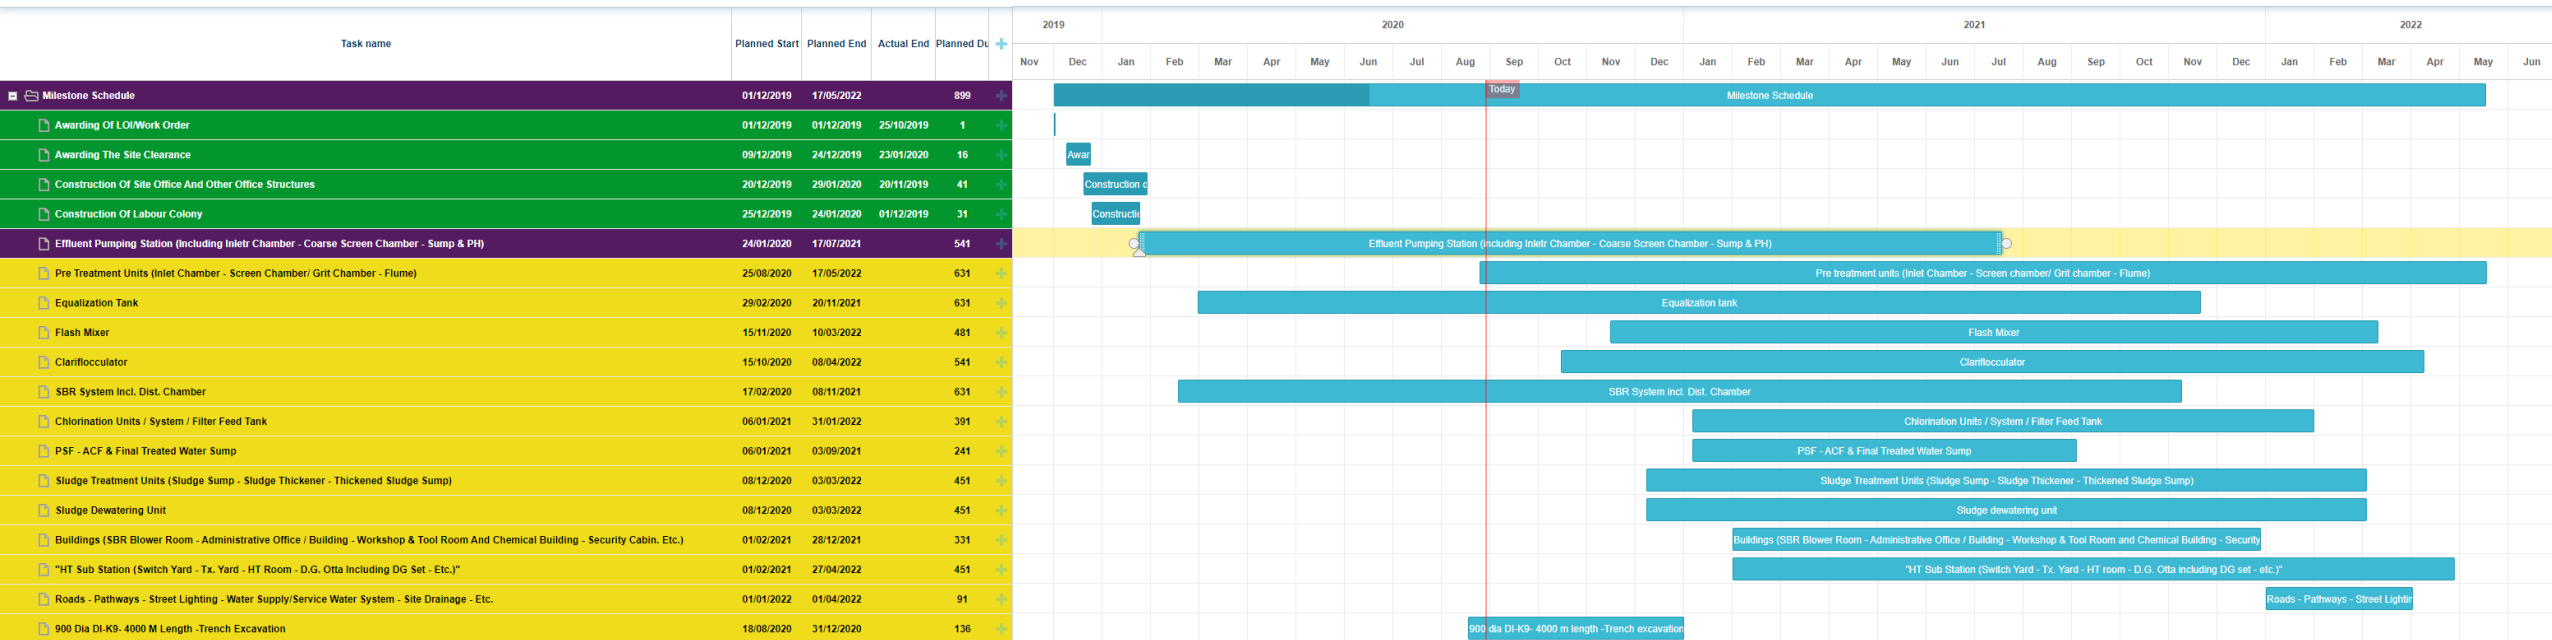 Task name Planned Start Planned End Actual End Planned Du
2019 2020 2021 2022
Nov Dec Jan Feb Mar Apr May Jun Jul Aug Sep Oct Nov Dec Jan Feb Mar Apr May Jun Jul Aug Sep Oct Nov Dec Jan Feb Mar Apr May Jun
Today
Milestone Schedule 01/12/2019 17/05/2022 899 Milestone Schedule
Awarding Of LOI/Work Order 01/12/2019 01/12/2019 25/10/2019 1
Awarding The Site Clearance 09/12/2019 24/12/2019 23/01/2020 16 Awar
Construction Of Site Office And Other Office Structures 20/12/2019 29/01/2020 20/11/2019 41 Construction o
Construction Of Labour Colony 25/12/2019 24/01/2020 01/12/2019 31 Constructio
Effluent Pumping Station (Including Inletr Chamber - Coarse Screen Chamber - Sump & PH) 24/01/2020 17/07/2021 541 Effluent Pumping Station (Including Inletr Chamber - Coarse Screen Chamber - Sump & PH)
Pre Treatment Units (Inlet Chamber - Screen Chamber/ Grit Chamber - Flume) 25/08/2020 17/05/2022 631 Pre treatment units (Inlet Chamber - Screen chamber/ Grit chamber - Flume)
Equalization Tank 29/02/2020 20/11/2021 631 Equalization tank
Flash Mixer 15/11/2020 10/03/2022 481 Flash Mixer
Clariflocculator 15/10/2020 08/04/2022 541 Clariflocculator
SBR System Incl. Dist. Chamber 17/02/2020 08/11/2021 631 SBR System incl. Dist. Chamber
Chlorination Units / System / Filter Feed Tank 06/01/2021 31/01/2022 391 Chlorination Units / System / Filter Feed Tank
PSF - ACF & Final Treated Water Sump 06/01/2021 03/09/2021 241 PSF - ACF & Final Treated Water Sump
Sludge Treatment Units (Sludge Sump - Sludge Thickener - Thickened Sludge Sump) 08/12/2020 03/03/2022 451 Sludge Treatment Units (Sludge Sump - Sludge Thickener - Thickened Sludge Sump)
Sludge Dewatering Unit 08/12/2020 03/03/2022 451 Sludge dewatering unit
Buildings (SBR Blower Room - Administrative Office / Building - Workshop & Tool Room And Chemical Building - Security Cabin. Etc.) 01/02/2021 28/12/2021 331 Buildings (SBR Blower Room - Administrative Office / Building - Workshop & Tool Room and Chemical Building - Security
"HT Sub Station (Switch Yard - Tx. Yard - HT Room - D.G. Otta Including DG Set - Etc.)" 01/02/2021 27/04/2022 451 "HT Sub Station (Switch Yard - Tx. Yard - HT room - D.G. Otta including DG set - etc.)"
Roads - Pathways - Street Lighting - Water Supply/Service Water System - Site Drainage - Etc. 01/01/2022 01/04/2022 91 Roads - Pathways - Street Lightin
900 Dia DI-K9- 4000 M Length -Trench Excavation 18/08/2020 31/12/2020 136 900 dia DI-K9- 4000 m length -Trench excavation